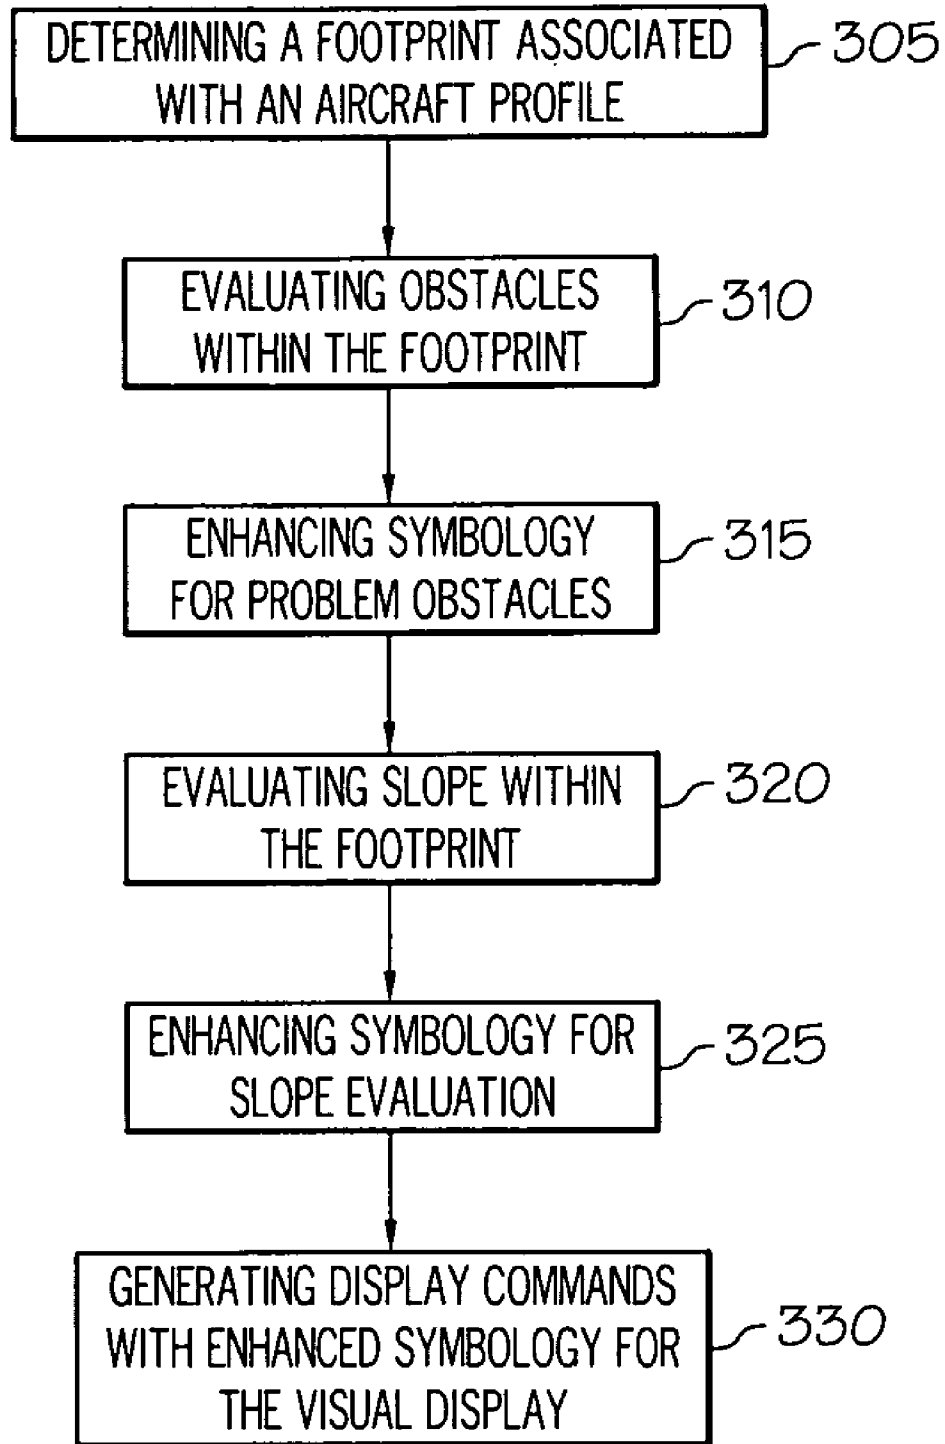 DETERMINING A FOOTPRINT ASSOCIATED
WITH AN AIRCRAFT PROFILE
305
EVALUATING OBSTACLES
WITHIN THE FOOTPRINT
310
ENHANCING SYMBOLOGY
FOR PROBLEM OBSTACLES
315
EVALUATING SLOPE WITHIN
THE FOOTPRINT
320
ENHANCING SYMBOLOGY FOR
SLOPE EVALUATION
325
GENERATING DISPLAY COMMANDS
WITH ENHANCED SYMBOLOGY FOR
THE VISUAL DISPLAY
330